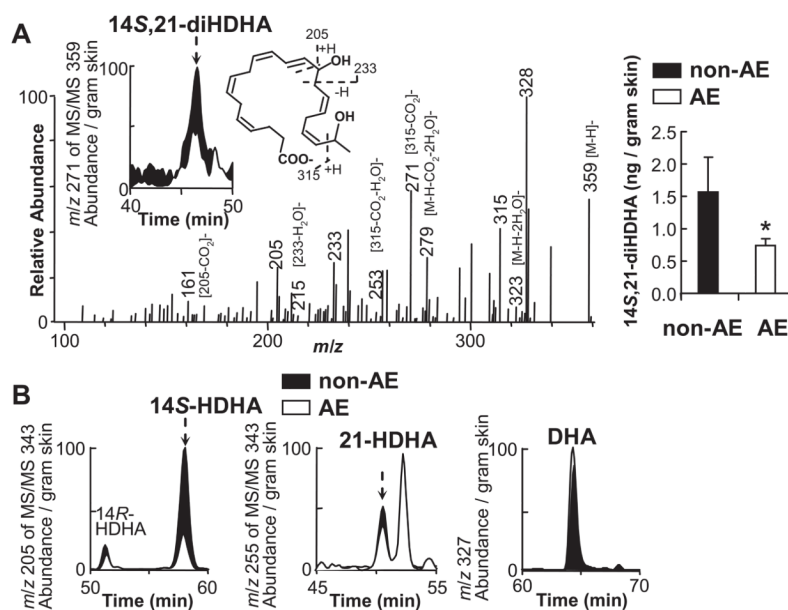 A
14S,21-diHDHA
m/z 271 of MS/MS 359
Abundance / gram skin
100
0
40
50
Time (min)
205
+H
OH
233
-H
OH
COO-
315
+H
Relative Abundance
100
50
0
161 [205-CO₂]-
205
215 [233-H₂O]-
233
253 [315-CO₂-H₂O]-
271 [315-CO₂]-
279 [M-H-CO₂-2H₂O]-
315
323 [M-H-2H₂O]-
328
359 [M-H]-
100
200
300
m/z
non-AE
AE
14S,21-diHDHA (ng / gram skin)
2.5
2.0
1.5
1.0
0.5
0.0
*
non-AE
AE
B
non-AE
AE
14S-HDHA
m/z 205 of MS/MS 343
Abundance / gram skin
100
0
14R-
HDHA
50
60
Time (min)
21-HDHA
m/z 255 of MS/MS 343
Abundance / gram skin
100
0
45
55
Time (min)
DHA
m/z 327
Abundance / gram skin
100
0
60
70
Time (min)